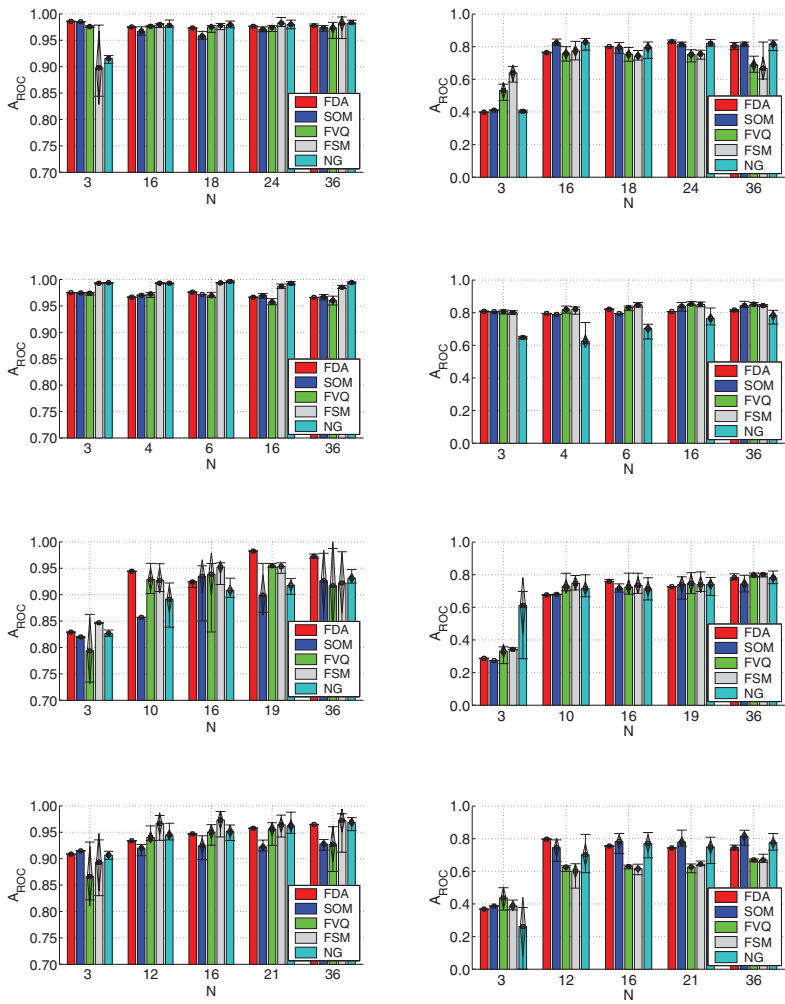 1.00
0.95
0.90
0.85
0.80
0.75
0.70
A_ROC
3 16 18 24 36
N
FDA
SOM
FVQ
FSM
NG
1.0
0.8
0.6
0.4
0.2
0.0
A_ROC
3 16 18 24 36
N
FDA
SOM
FVQ
FSM
NG
1.00
0.95
0.90
0.85
0.80
0.75
0.70
A_ROC
3 4 6 16 36
N
FDA
SOM
FVQ
FSM
NG
1.0
0.8
0.6
0.4
0.2
0.0
A_ROC
3 4 6 16 36
N
FDA
SOM
FVQ
FSM
NG
1.00
0.95
0.90
0.85
0.80
0.75
0.70
A_ROC
3 10 16 19 36
N
FDA
SOM
FVQ
FSM
NG
1.0
0.8
0.6
0.4
0.2
0.0
A_ROC
3 10 16 19 36
N
FDA
SOM
FVQ
FSM
NG
1.00
0.95
0.90
0.85
0.80
0.75
0.70
A_ROC
3 12 16 21 36
N
FDA
SOM
FVQ
FSM
NG
1.0
0.8
0.6
0.4
0.2
0.0
A_ROC
3 12 16 21 36
N
FDA
SOM
FVQ
FSM
NG